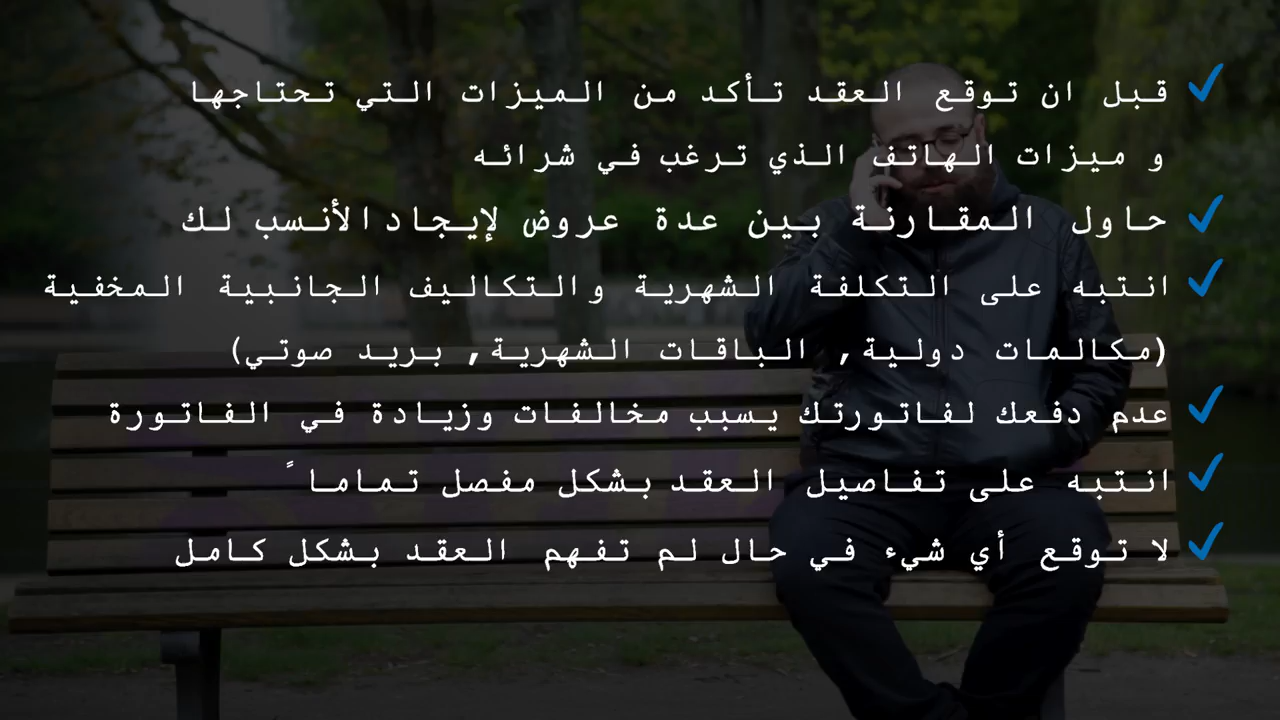 قبل ان توقع العقد تأكد من الميزات التي تحتاجها
و ميزات الهاتف الذي ترغب في شرائه
حاول المقارنة بين عدة عروض لإيجاد الأنسب لك
انتبه على التكلفة الشهرية والتكاليف الجانبية المخفية
(مكالمات دولية, الباقات الشهرية, بريد صوتي)
عدم دفعك لفاتورتك يسبب مخالفات وزيادة في الفاتورة
انتبه على تفاصيل العقد بشكل مفصل تماما ً
لا توقع أي شيء في حال لم تفهم العقد بشكل كامل